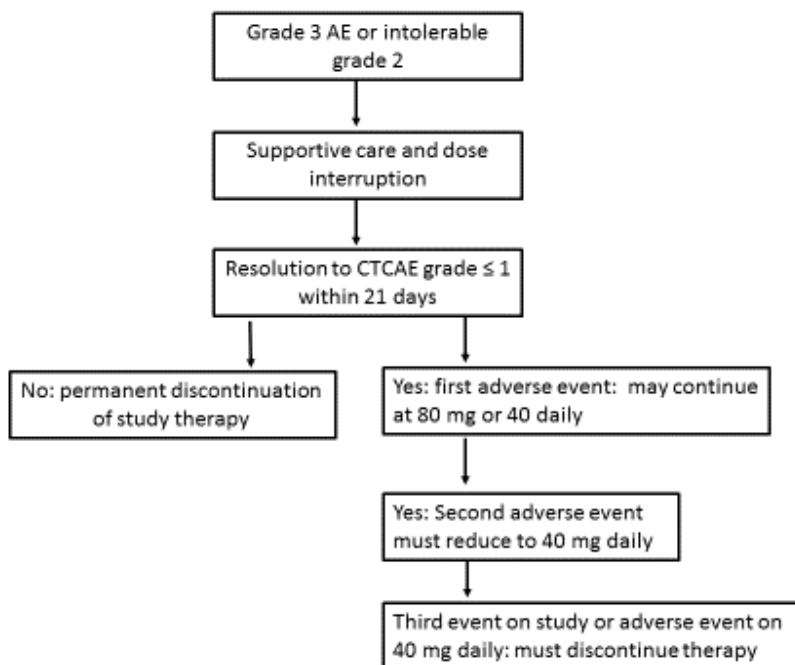 Grade 3 AE or intolerable
grade 2
Supportive care and dose
interruption
Resolution to CTCAE grade ≤ 1
within 21 days
No: permanent discontinuation
of study therapy
Yes: first adverse event:  may continue
at 80 mg or 40 daily
Yes: Second adverse event
must reduce to 40 mg daily
Third event on study or adverse event on
40 mg daily: must discontinue therapy